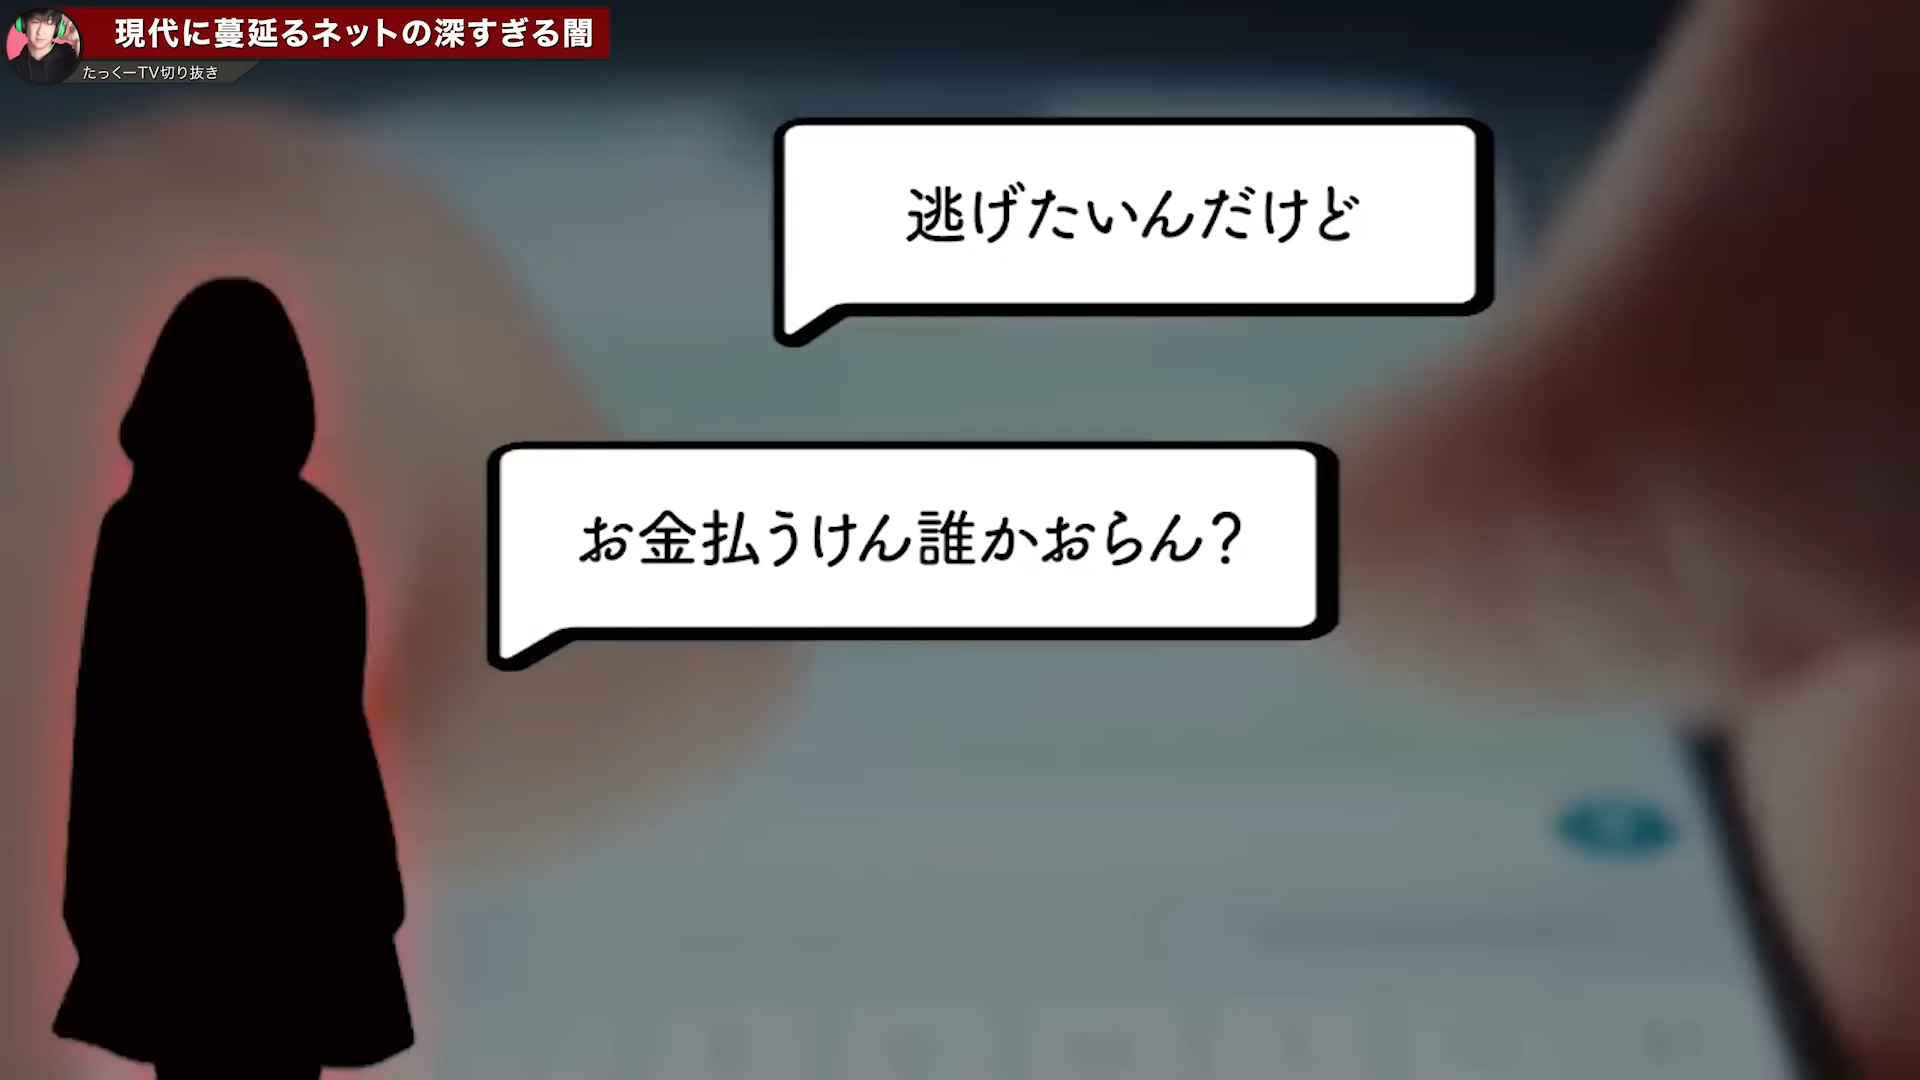 現代に蔓延るネットの深すぎる闇
たっくーTV切り抜き
逃げたいんだけど
お金払うけん誰かおらん？